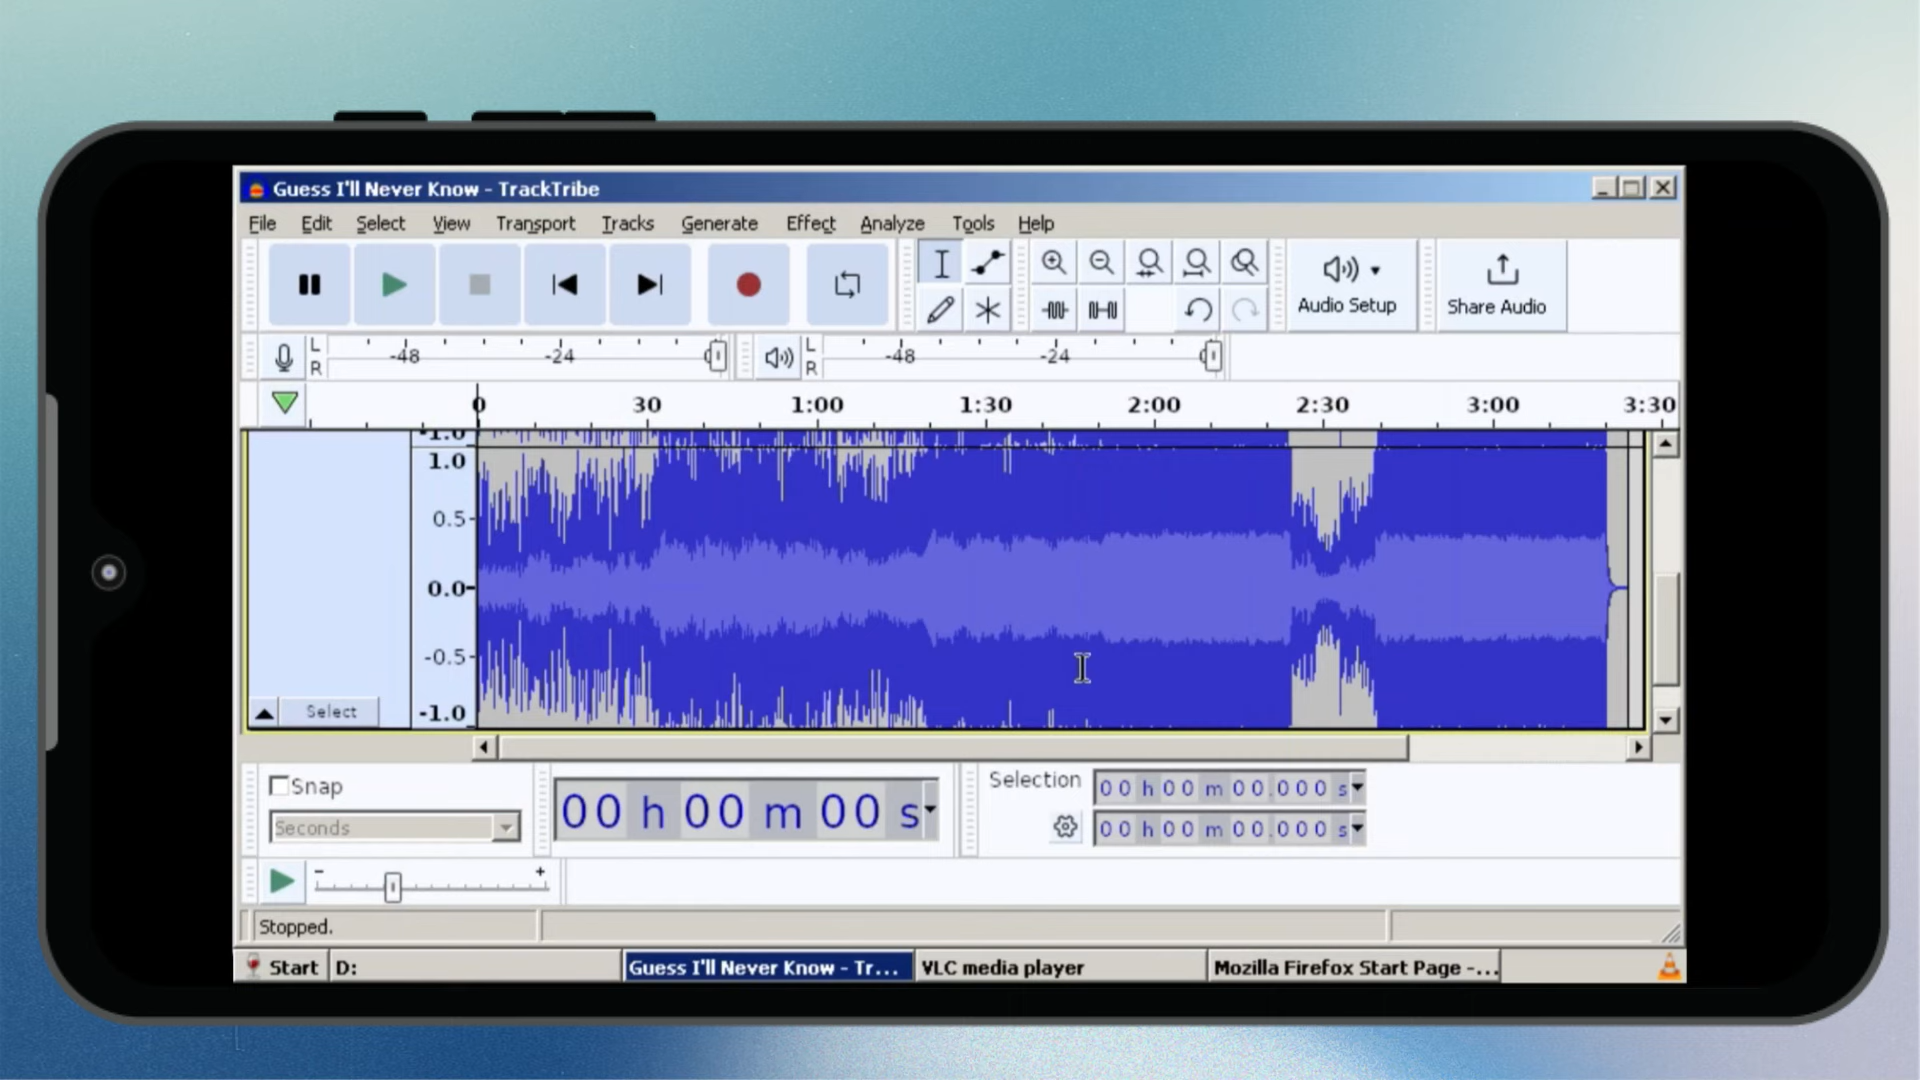 Guess I'll Never Know - TrackTribe
File Edit Select View Transport Tracks Generate Effect Analyze Tools Help
Audio Setup
Share Audio
L
R
-48 -24 0
L
R
-48 -24 0
0 30 1:00 1:30 2:00 2:30 3:00 3:30
-1.0
1.0
0.5
0.0
-0.5
-1.0
Select
Snap
Seconds
00 h 00 m 00 s
Selection
00 h 00 m 00.000 s
00 h 00 m 00.000 s
- +
Stopped.
Start D: Guess I'll Never Know - Tr... VLC media player Mozilla Firefox Start Page -...